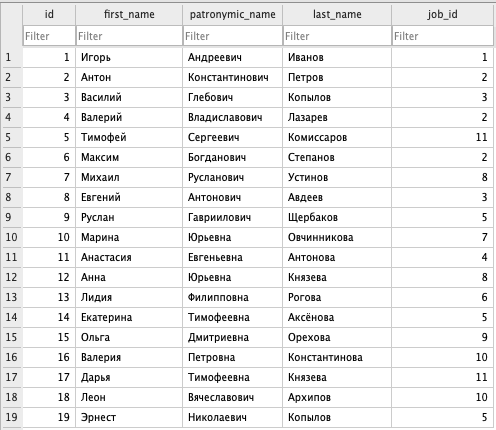 id first_name patronymic_name last_name job_id
Filter Filter Filter Filter Filter
1 1 Игорь Андреевич Иванов 1
2 2 Антон Константинович Петров 2
3 3 Василий Глебович Копылов 3
4 4 Валерий Владиславович Лазарев 2
5 5 Тимофей Сергеевич Комиссаров 11
6 6 Максим Богданович Степанов 2
7 7 Михаил Русланович Устинов 8
8 8 Евгений Антонович Авдеев 3
9 9 Руслан Гавриилович Щербаков 5
10 10 Марина Юрьевна Овчинникова 7
11 11 Анастасия Евгеньевна Антонова 4
12 12 Анна Юрьевна Князева 8
13 13 Лидия Филипповна Рогова 6
14 14 Екатерина Тимофеевна Аксёнова 5
15 15 Ольга Дмитриевна Орехова 9
16 16 Валерия Петровна Константинова 10
17 17 Дарья Тимофеевна Князева 11
18 18 Леон Вячеславович Архипов 10
19 19 Эрнест Николаевич Копылов 5